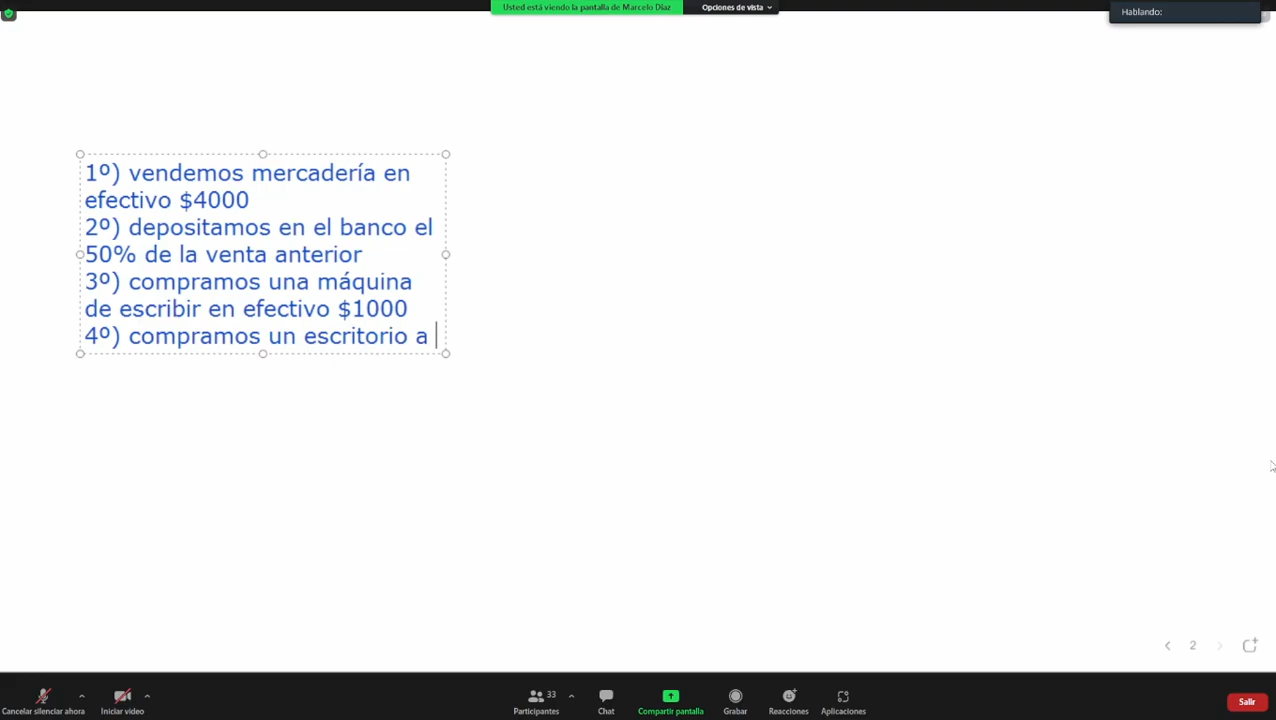 Usted está viendo la pantalla de Marcelo Díaz
Opciones de vista
Hablando:
1º) vendemos mercadería en
efectivo $4000
2º) depositamos en el banco el
50% de la venta anterior
3º) compramos una máquina
de escribir en efectivo $1000
4º) compramos un escritorio a
2
33
Cancelar silenciar ahora
Iniciar video
Participantes
Chat
Compartir pantalla
Grabar
Reacciones
Aplicaciones
Salir